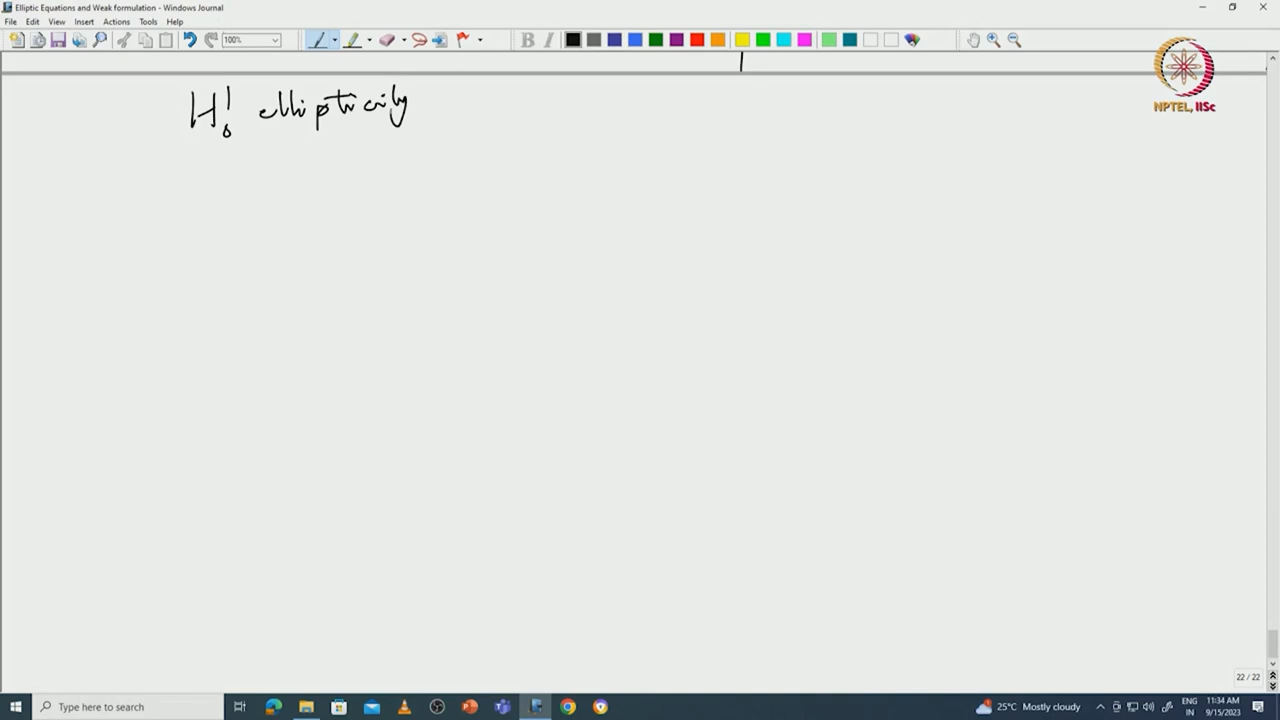 Elliptic Equations and Weak formulation - Windows Journal
File Edit View Insert Actions Tools Help
100%
NPTEL, IISc
H¹₀ ellipticity
22 / 22
Type here to search
25°C Mostly cloudy
ENG
IN
11:34 AM
9/15/2023